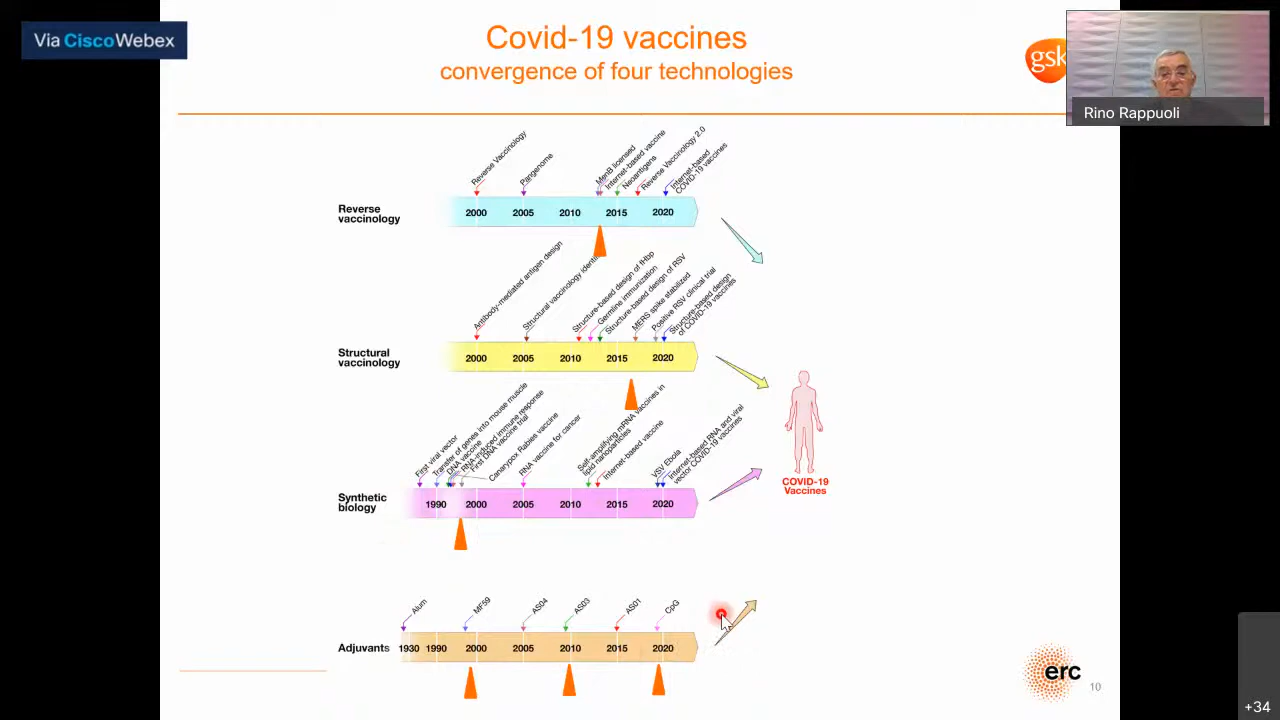 Via CiscoWebex
Covid-19 vaccines
convergence of four technologies
gsk
Rino Rappuoli
Reverse Vaccinology
Pangenome
MenB licensed
Internet-based vaccine
Neoantigens
Reverse Vaccinology 2.0
Internet-based
COVID-19 vaccines
Reverse
vaccinology
2000 2005 2010 2015 2020
Antibody-mediated antigen design
Structural vaccinology
Structure-based design of fHbp
Germline immunization
Structure-based design of RSV
MERS spike stabilized
Positive RSV clinical trial
Structure-based design
of COVID-19 vaccines
Structural
vaccinology
2000 2005 2010 2015 2020
First viral vector
Transfer of genes into mouse muscle
DNA vaccine
RNA-induced immune response
First DNA vaccine trial
Canarypox Rabies vaccine
RNA vaccine for cancer
Self-amplifying mRNA vaccines in
lipid nanoparticles
Internet-based vaccine
VSV Ebola
Internet-based RNA and viral
vector COVID-19 vaccines
Synthetic
biology
1990 2000 2005 2010 2015 2020
COVID-19
Vaccines
Alum
MF59
AS04
AS03
AS01
CpG
Adjuvants
1930 1990 2000 2005 2010 2015 2020
erc
10
+34